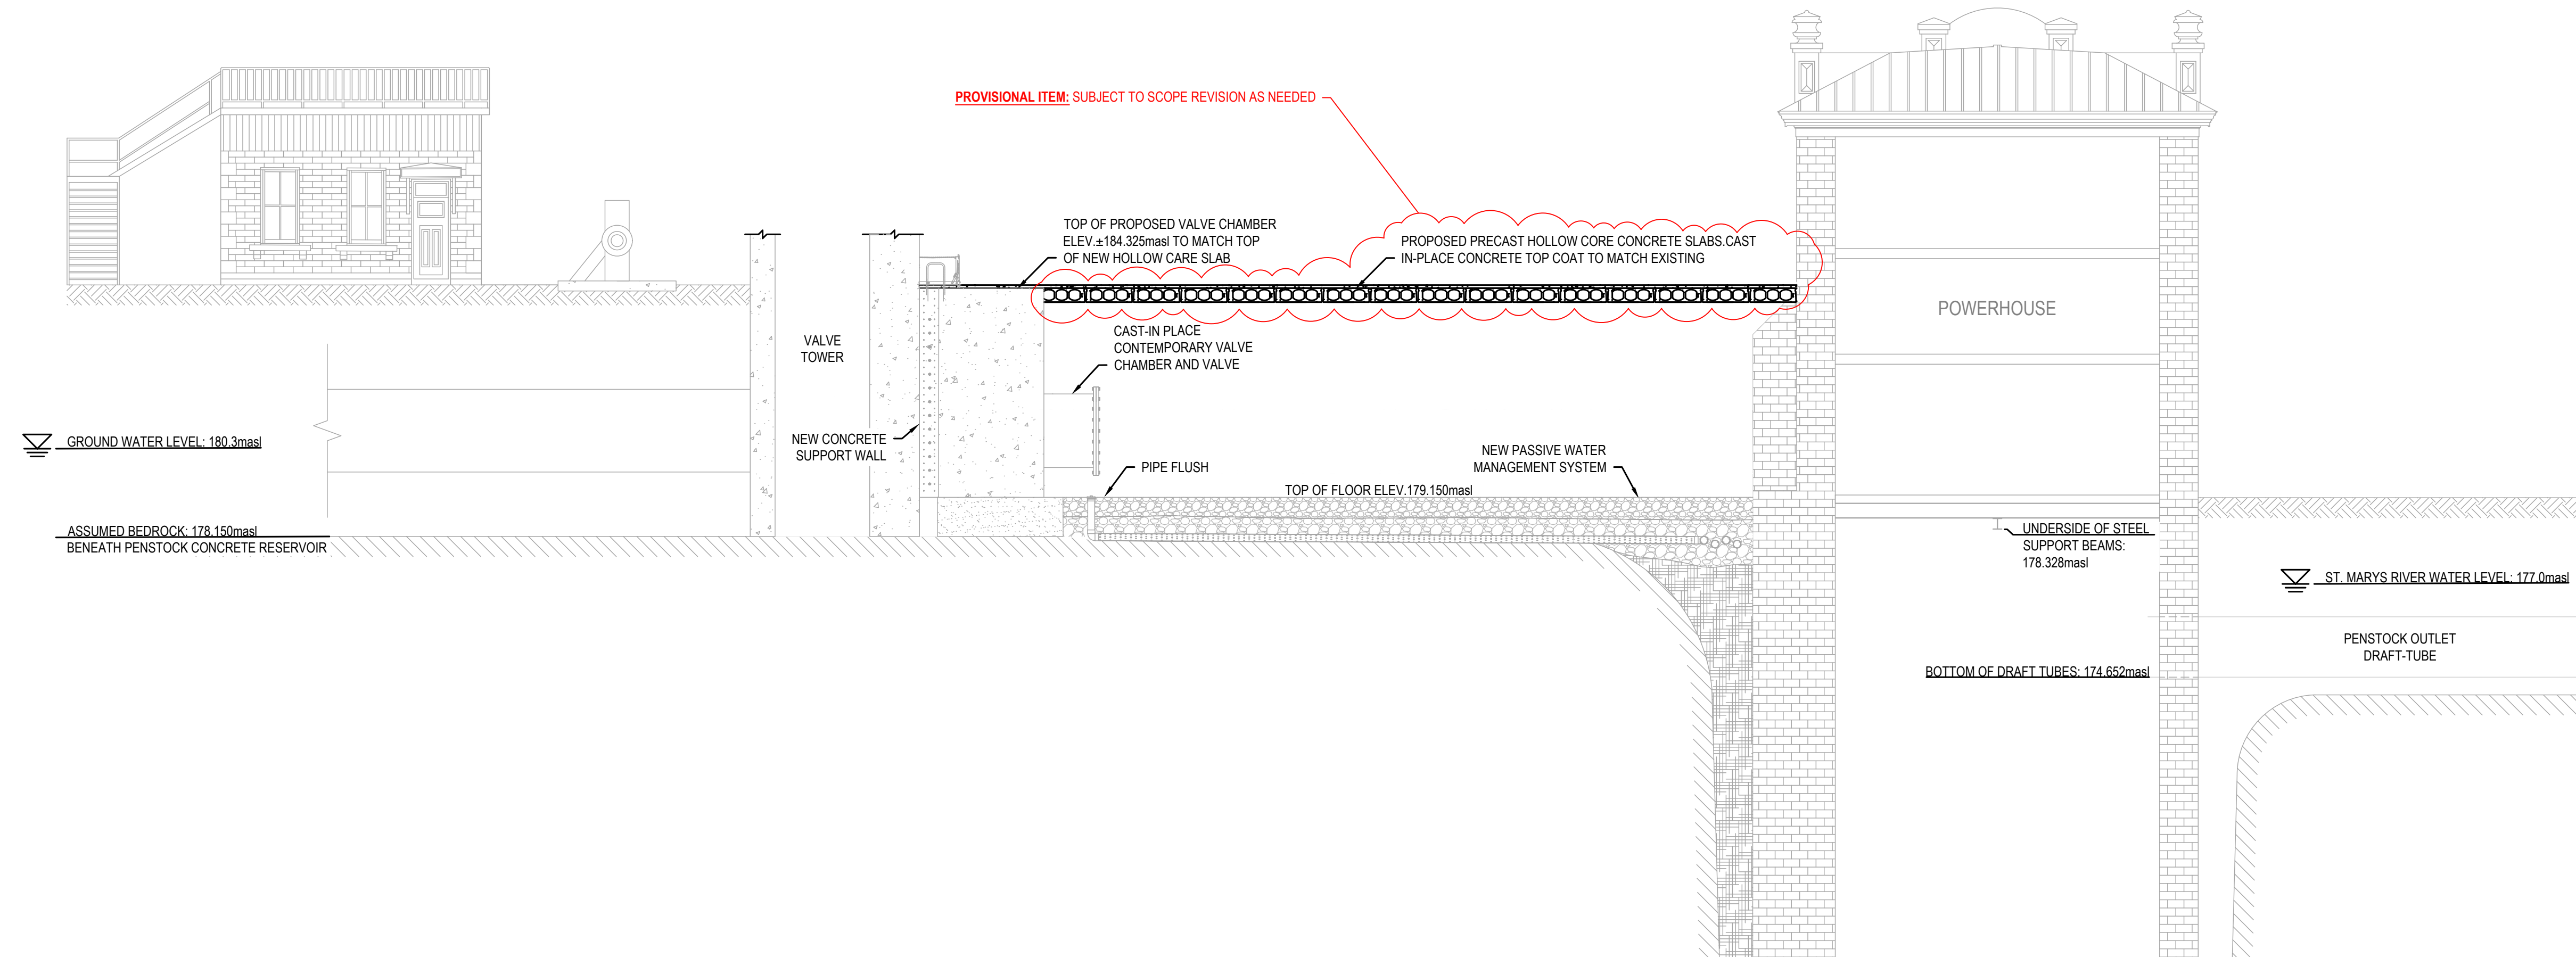 PROVISIONAL ITEM: SUBJECT TO SCOPE REVISION AS NEEDED
TOP OF PROPOSED VALVE CHAMBER
ELEV.±184.325masl TO MATCH TOP
OF NEW HOLLOW CARE SLAB
PROPOSED PRECAST HOLLOW CORE CONCRETE SLABS.CAST
IN-PLACE CONCRETE TOP COAT TO MATCH EXISTING
POWERHOUSE
CAST-IN PLACE
CONTEMPORARY VALVE
CHAMBER AND VALVE
VALVE
TOWER
GROUND WATER LEVEL: 180.3masl
NEW CONCRETE
SUPPORT WALL
PIPE FLUSH
NEW PASSIVE WATER
MANAGEMENT SYSTEM
TOP OF FLOOR ELEV.179.150masl
ASSUMED BEDROCK: 178.150masl
BENEATH PENSTOCK CONCRETE RESERVOIR
UNDERSIDE OF STEEL
SUPPORT BEAMS:
178.328masl
ST. MARYS RIVER WATER LEVEL: 177.0masl
PENSTOCK OUTLET
DRAFT-TUBE
BOTTOM OF DRAFT TUBES: 174.652masl